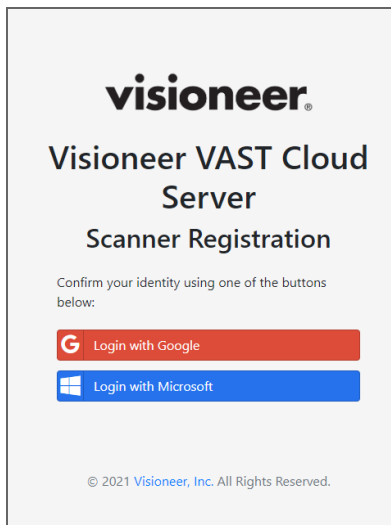 visioneer®
Visioneer VAST Cloud
Server
Scanner Registration
Confirm your identity using one of the buttons
below:
G Login with Google
Login with Microsoft
© 2021 Visioneer, Inc. All Rights Reserved.